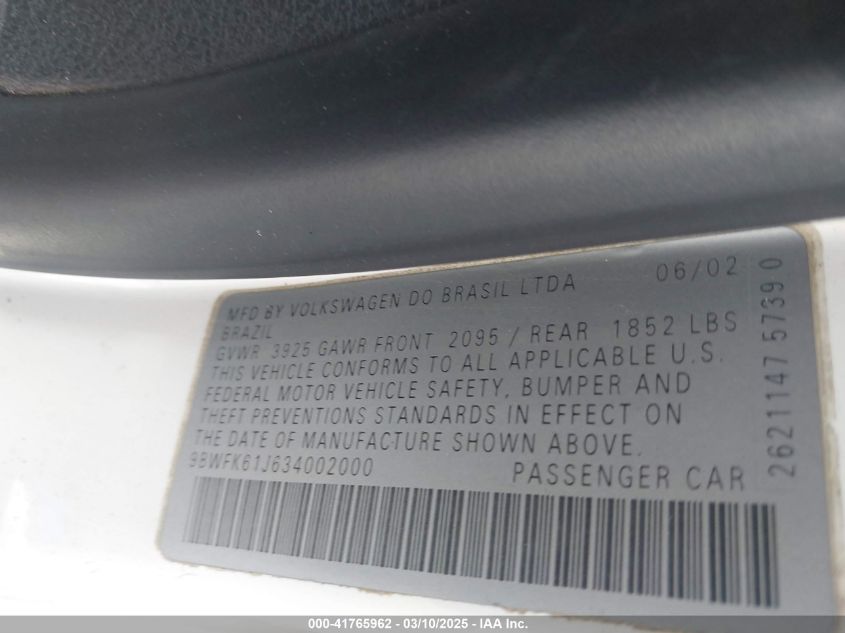 MFD BY VOLKSWAGEN DO BRASIL LTDA 06/02
BRAZIL
GVWR 3925 GAWR FRONT 2095 / REAR 1852 LBS
THIS VEHICLE CONFORMS TO ALL APPLICABLE U.S.
FEDERAL MOTOR VEHICLE SAFETY, BUMPER AND
THEFT PREVENTIONS STANDARDS IN EFFECT ON
THE DATE OF MANUFACTURE SHOWN ABOVE.
9BWFK61J634002000 PASSENGER CAR
2621147 57390
000-41765962 - 03/10/2025 - IAA Inc.